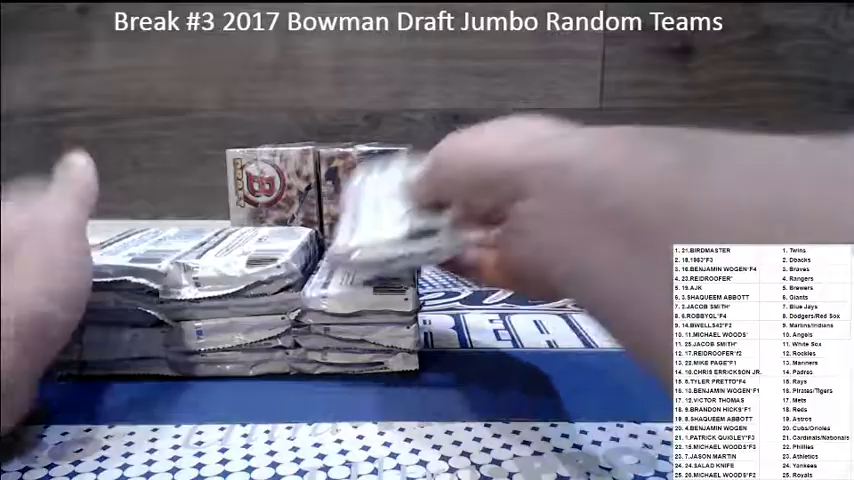 Break #3 2017 Bowman Draft Jumbo Random Teams
B
REA
1. 21.BIRDMASTER 1. Twins
2. 18.1983*F3 2. Dbacks
3. 16.BENJAMIN WOGEN*F4 3. Braves
4. 23.REIDROOFER* 4. Rangers
5. 19.AJK 5. Brewers
6. 3.SHAQUEEM ABBOTT 6. Giants
7. 2.JACOB SMITH* 7. Blue Jays
8. 6.ROBBYOL*F4 8. Dodgers/Red Sox
9. 14.BWELLS42*F2 9. Marlins/Indians
10. 11.MICHAEL WOODS* 10. Angels
11. 25.JACOB SMITH* 11. White Sox
12. 17.REIDROOFER*f2 12. Rockies
13. 22.MIKE PAGE*F1 13. Mariners
14. 10.CHRIS ERRICKSON JR. 14. Padres
15. 8.TYLER PRETTO*F4 15. Rays
16. 13.BENJAMIN WOGEN*F1 16. Pirates/Tigers
17. 12.VICTOR THOMAS 17. Mets
18. 9.BRANDON HICKS*F1 18. Reds
19. 5.SHAQUEEM ABBOTT 19. Astros
20. 4.BENJAMIN WOGEN 20. Cubs/Orioles
21. 1.PATRICK QUIGLEY*F3 21. Cardinals/Nationals
22. 15.MICHAEL WOODS*F2 22. Phillies
23. 7.JASON MARTIN 23. Athletics
24. 24.SALAD KNIFE 24. Yankees
25. 20.MICHAEL WOODS*F2 25. Royals